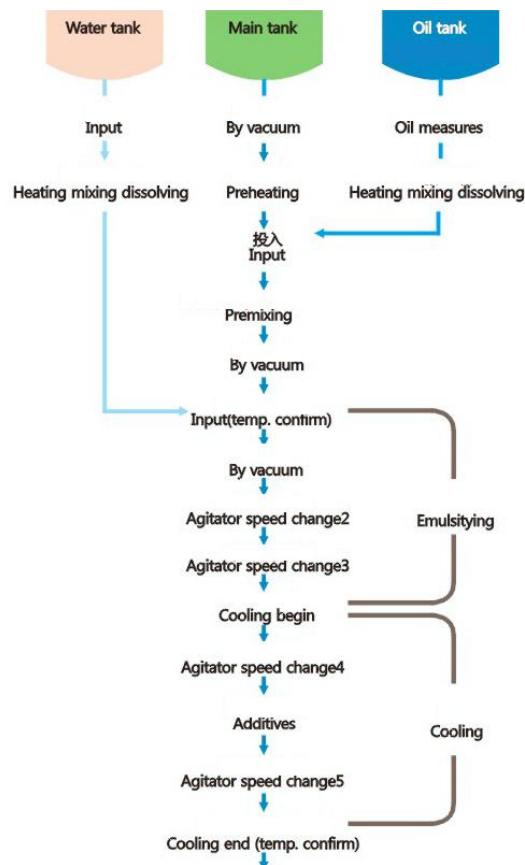 Water tank
Main tank
Oil tank
Input
By vacuum
Oil measures
Heating mixing dissolving
Preheating
Heating mixing dissolving
投入
Input
Premixing
By vacuum
Input(temp. confirm)
By vacuum
Agitator speed change2
Emulsitying
Agitator speed change3
Cooling begin
Agitator speed change4
Additives
Cooling
Agitator speed change5
Cooling end (temp. confirm)